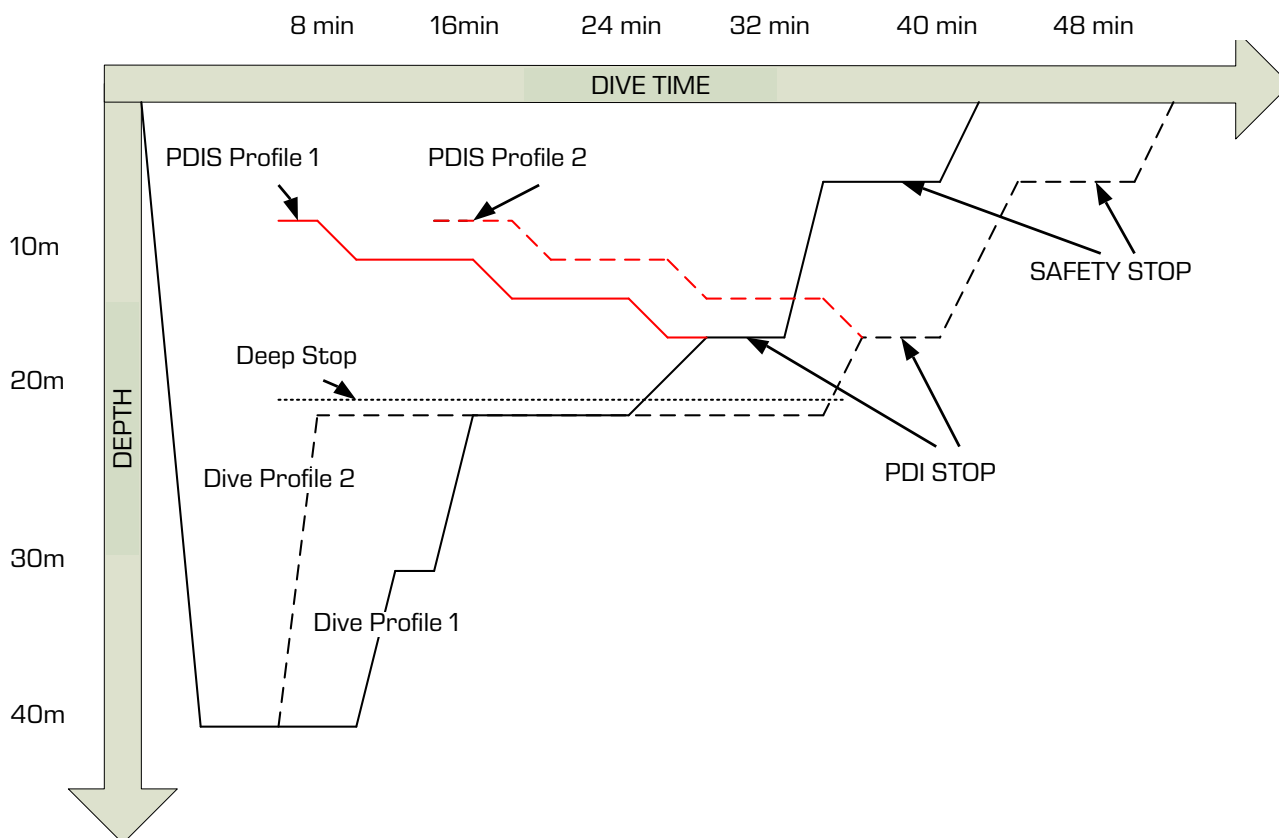 8 min 16min 24 min 32 min 40 min 48 min
DIVE TIME
PDIS Profile 1 PDIS Profile 2
10m
SAFETY STOP
Deep Stop
20m
DEPTH
PDI STOP
Dive Profile 2
30m
Dive Profile 1
40m